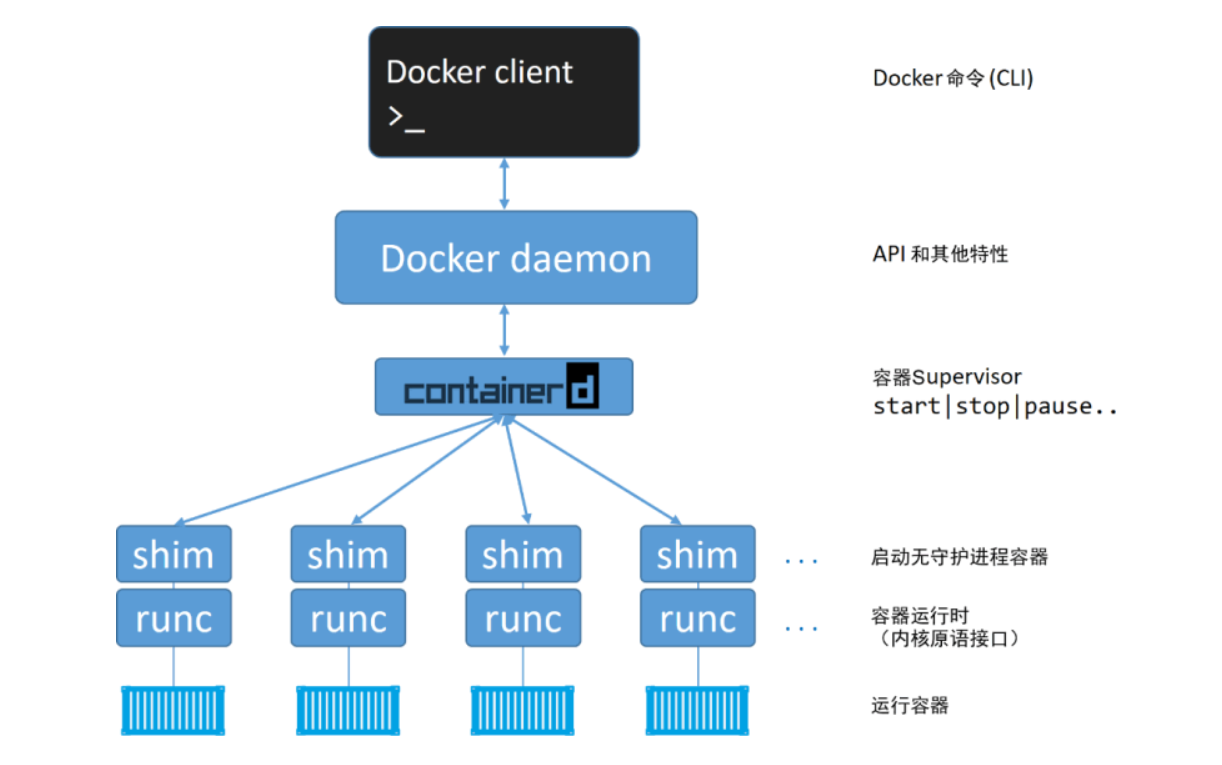 Docker client
>_
Docker 命令 (CLI)
Docker daemon
API 和其他特性
containerd
容器Supervisor
start|stop|pause..
shim shim shim shim ... 启动无守护进程容器
runc runc runc runc ... 容器运行时
（内核原语接口）
运行容器